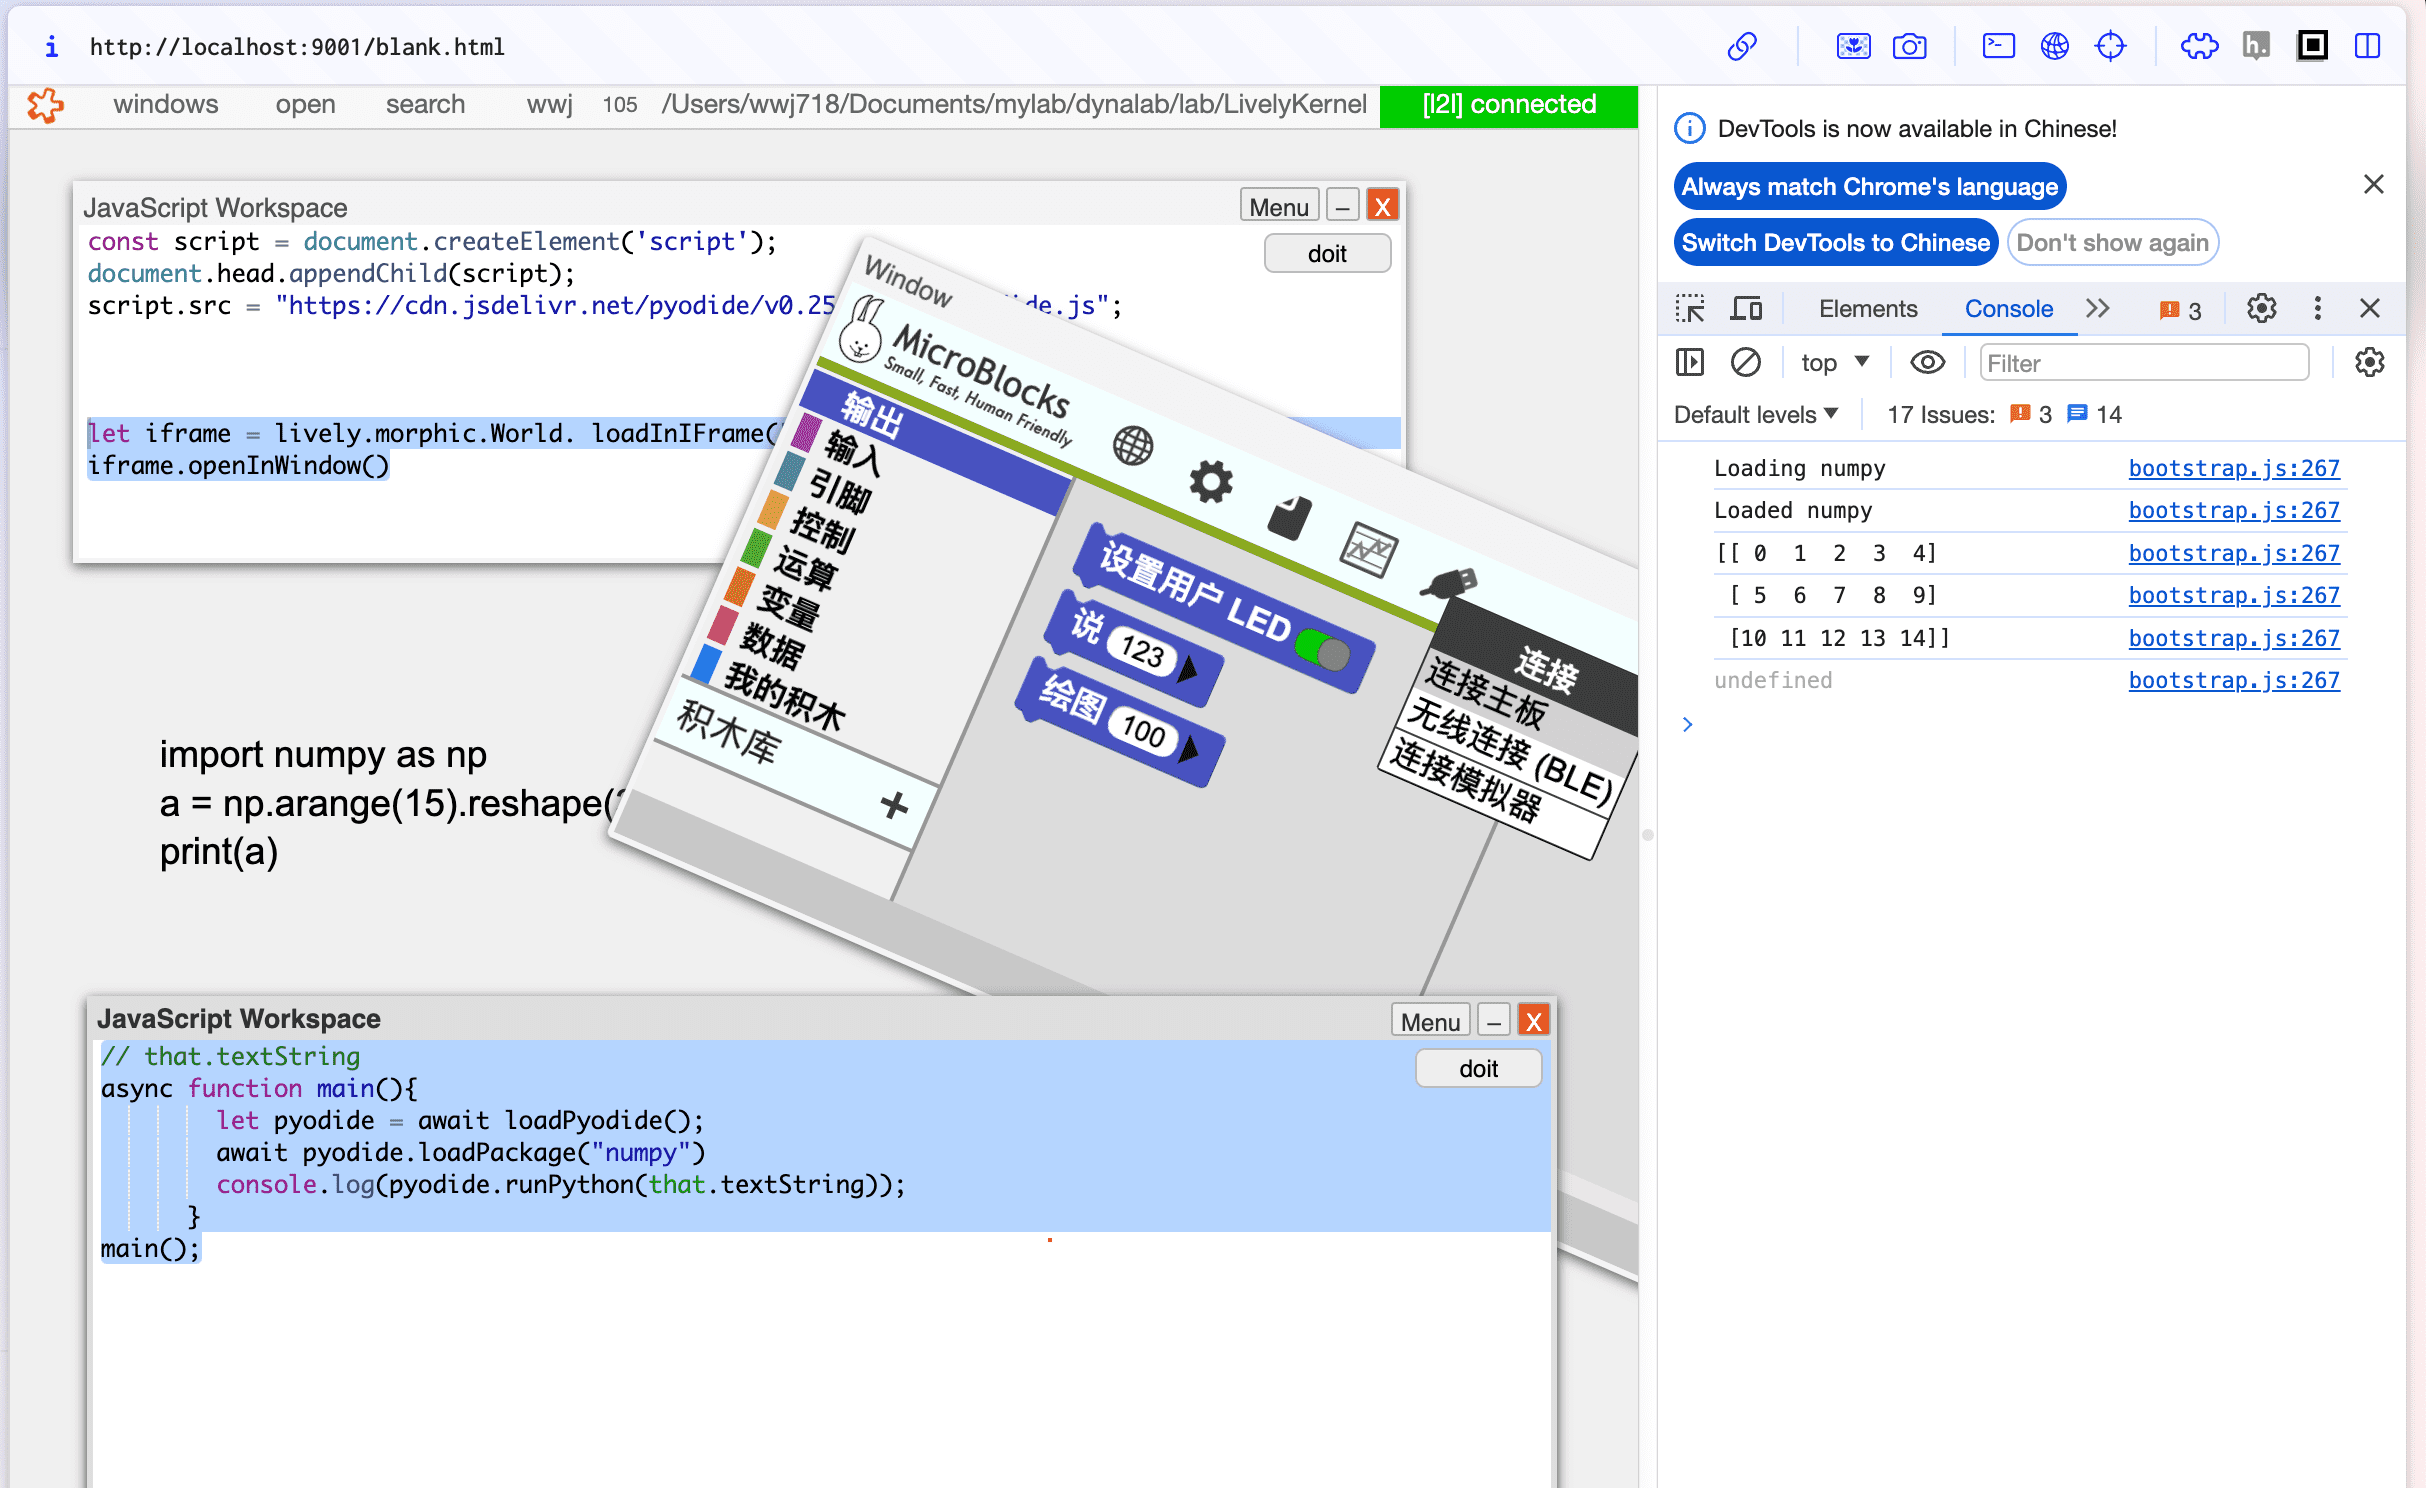 http://localhost:9001/blank.html
windows open search wwj 105 /Users/wwj718/Documents/mylab/dynalab/lab/LivelyKernel [l2l] connected
JavaScript Workspace Menu – X
doit
const script = document.createElement('script');
document.head.appendChild(script);
script.src = "https://cdn.jsdelivr.net/pyodide/v0.25 ide.js";
let iframe = lively.morphic.World. loadInIFrame(
iframe.openInWindow()
Window
MicroBlocks
Small, Fast, Human Friendly
输出
输入
引脚
控制
运算
变量
数据
我的积木
积木库
+
设置用户 LED
说 123
绘图 100
连接
连接主板
无线连接 (BLE)
连接模拟器
import numpy as np
a = np.arange(15).reshape(
print(a)
JavaScript Workspace Menu – X
doit
// that.textString
async function main(){
let pyodide = await loadPyodide();
await pyodide.loadPackage("numpy")
console.log(pyodide.runPython(that.textString));
}
main();
h.
DevTools is now available in Chinese!
Always match Chrome's language
Switch DevTools to Chinese Don't show again
Elements Console 3
top Filter
Default levels 17 Issues: 3 14
Loading numpy bootstrap.js:267
Loaded numpy bootstrap.js:267
[[ 0 1 2 3 4] bootstrap.js:267
[ 5 6 7 8 9] bootstrap.js:267
[10 11 12 13 14]] bootstrap.js:267
undefined bootstrap.js:267